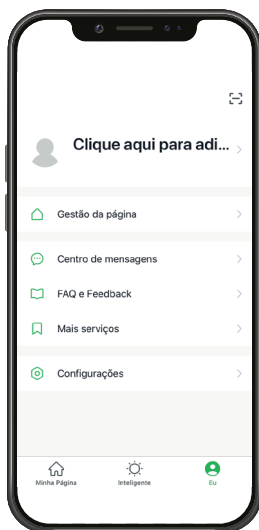 Clique aqui para adi...
Gestão da página
Centro de mensagens
FAQ e Feedback
Mais serviços
Configurações
Minha Página
Inteligente
Eu